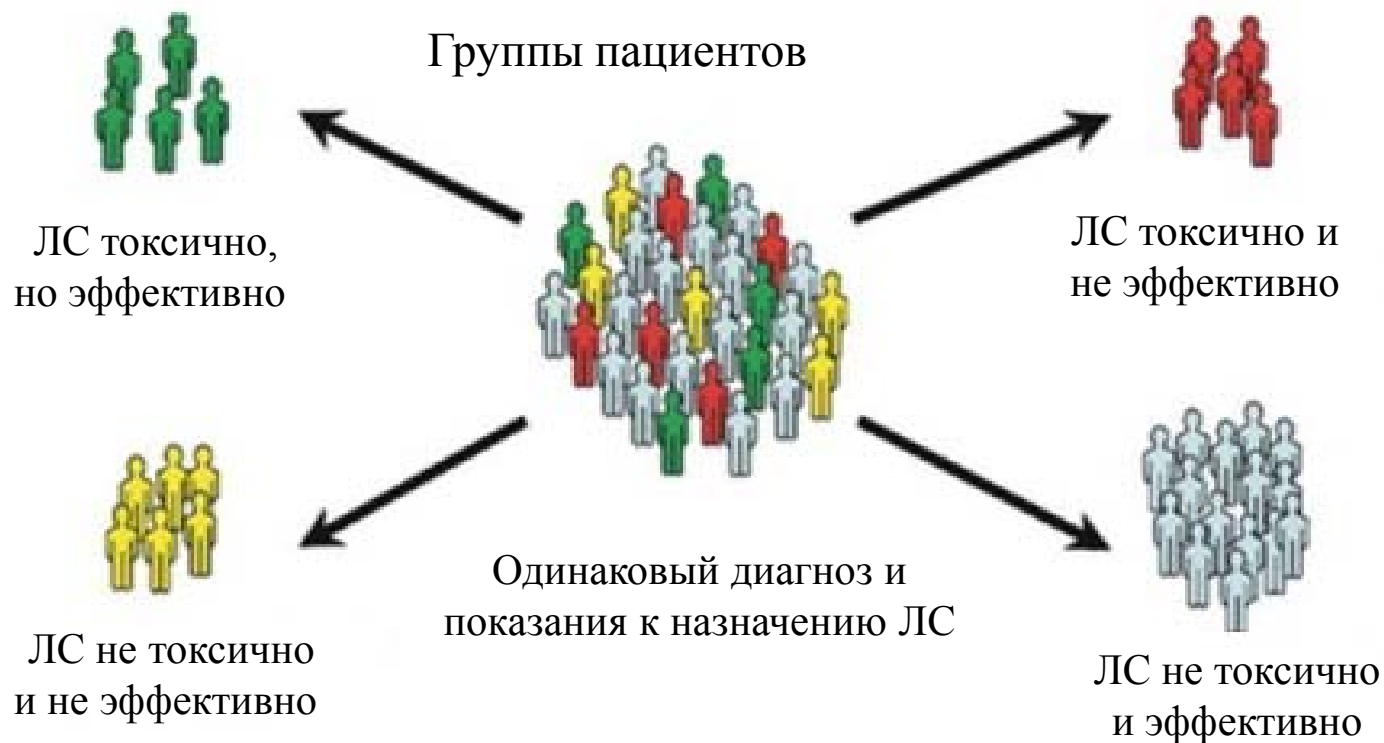 Группы пациентов
ЛС токсично,
но эффективно
ЛС токсично и
не эффективно
Одинаковый диагноз и
показания к назначению ЛС
ЛС не токсично
и не эффективно
ЛС не токсично
и эффективно